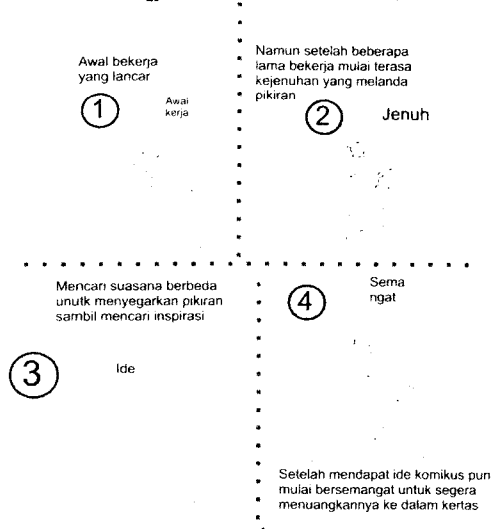 Awal bekerja
yang lancar
1
Awal
kerja
Namun setelah beberapa
lama bekerja mulai terasa
kejenuhan yang melanda
pikiran
2
Jenuh
Mencari suasana berbeda
unutk menyegarkan pikiran
sambil mencari inspirasi
3
Ide
4
Sema
ngat
Setelah mendapat ide komikus pun
mulai bersemangat untuk segera
menuangkannya ke dalam kertas